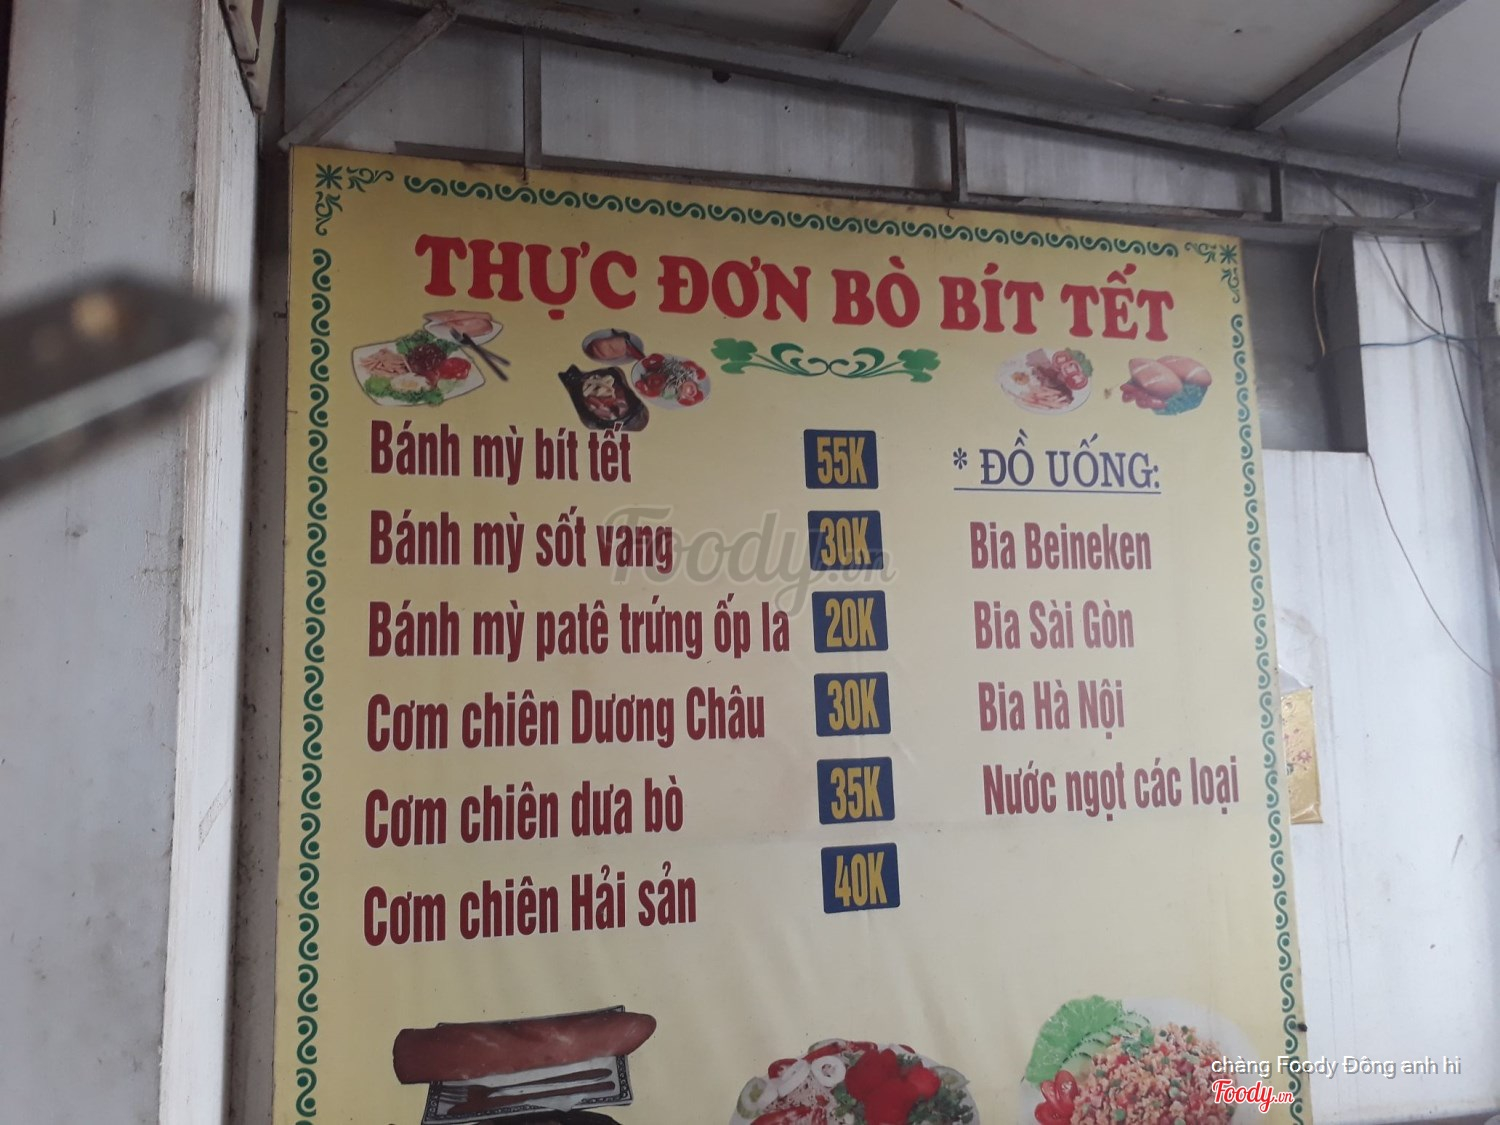 THỰC ĐƠN BÒ BÍT TẾT
Bánh mỳ bít tết 55K
Bánh mỳ sốt vang 30K
Bánh mỳ patê trứng ốp la 20K
Cơm chiên Dương Châu 30K
Cơm chiên dưa bò 35K
Cơm chiên Hải sản 40K
* ĐỒ UỐNG:
Bia Beineken
Bia Sài Gòn
Bia Hà Nội
Nước ngọt các loại
Foody.vn
chàng Foody Đông anh hi
Foody.vn